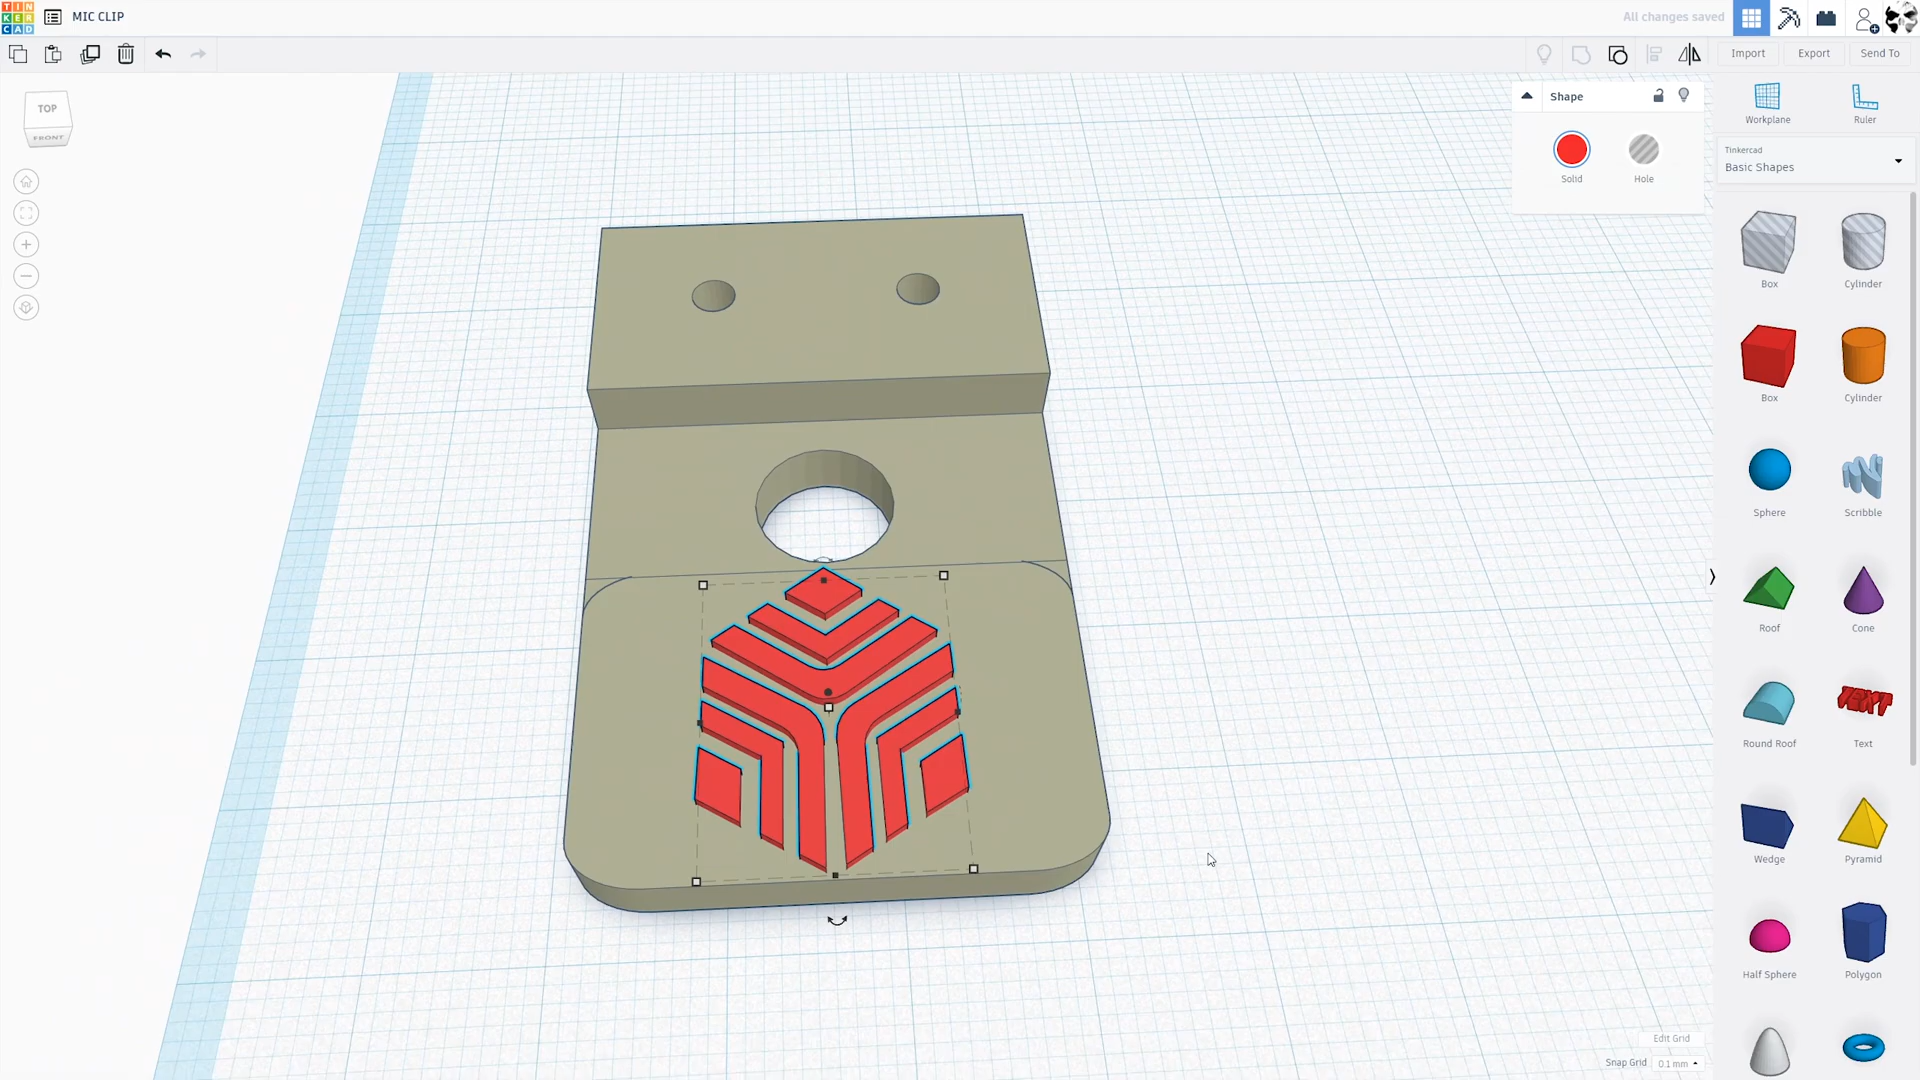 TIN
KER
CAD
MIC CLIP
All changes saved
Import
Export
Send To
TOP
FRONT
Shape
Solid
Hole
Workplane
Ruler
Tinkercad
Basic Shapes
Box
Cylinder
Box
Cylinder
Sphere
Scribble
Roof
Cone
Round Roof
TEXT
Text
Wedge
Pyramid
Half Sphere
Polygon
Edit Grid
Snap Grid
0.1 mm